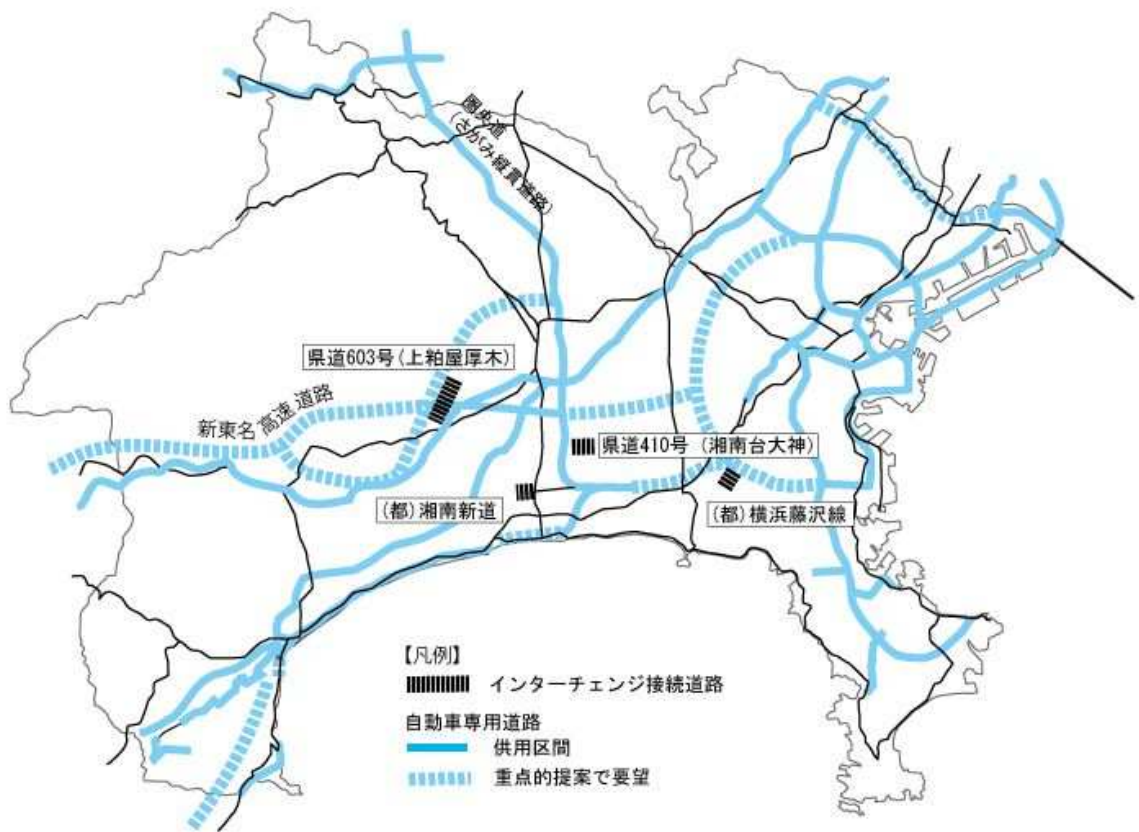 圏央道
(さがみ縦貫道路)
県道603号(上粕屋厚木)
新東名高速道路
県道410号 (湘南台大神)
(都)湘南新道
(都)横浜藤沢線
【凡例】
インターチェンジ接続道路
自動車専用道路
供用区間
重点的提案で要望